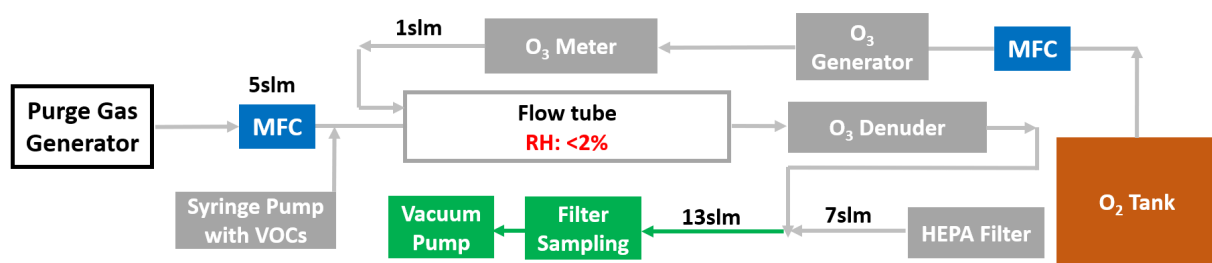 1slm
O₃ Meter
O₃
Generator
MFC
5slm
Purge Gas
Generator
MFC
Flow tube
RH: <2%
O₃ Denuder
Syringe Pump
with VOCs
Vacuum
Pump
Filter
Sampling
13slm
7slm
HEPA Filter
O₂ Tank